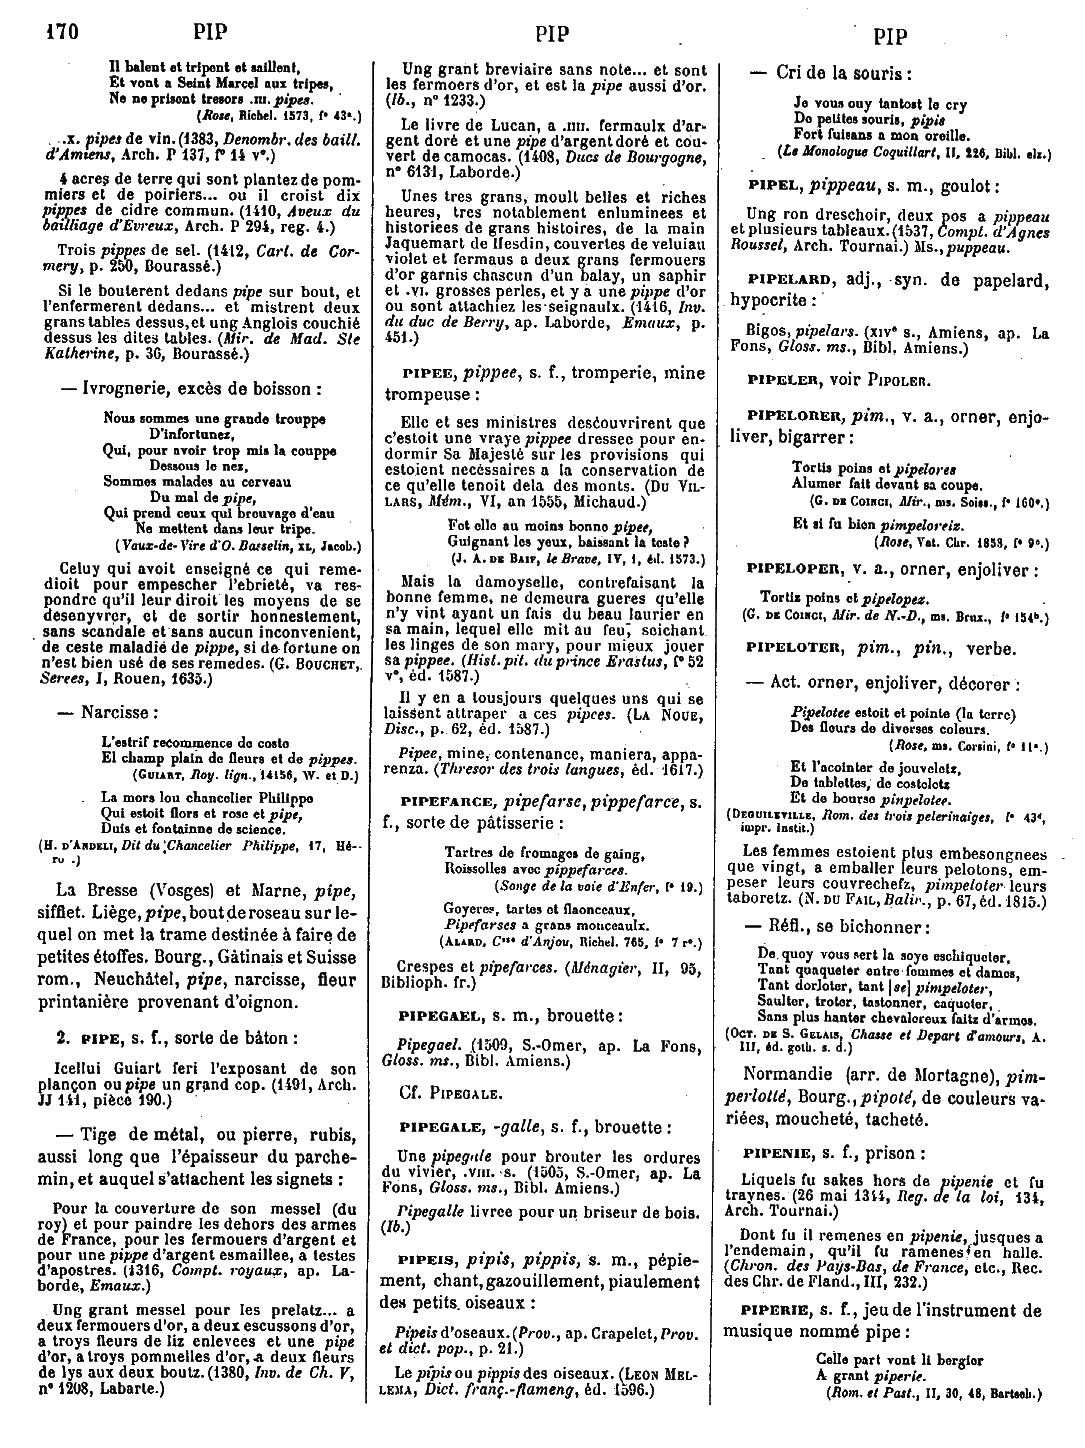 170
PIP
PIP
PIP
Il balent et tripent et saillent,
Et vont a Seint Marcel aux tripes,
Ne ne prisent tresors .III. pipes.
(Rose, Richel. 1573, f° 43ª.)
.X. pipes de vin. (1383, Denombr. des baill.
d'Amiens, Arch. P 137, f° 14 v°.)
4 acres de terre qui sont plantez de pom-
miers et de poiriers... ou il croist dix
pippes de cidre commun. (1410, Aveux du
bailliage d'Evreux, Arch. P 294, reg. 4.)
Trois pippes de sel. (1412, Cart. de Cor-
mery, p. 250, Bourassé.)
Si le bouterent dedans pipe sur bout, et
l'enfermerent dedans... et mistrent deux
grans tables dessus, et ung Anglois couchié
dessus les dites tables. (Mir. de Mad. Ste
Katherine, p. 36, Bourassé.)
— Ivrognerie, excès de boisson :
Nous sommes une grande trouppe
D'infortunez,
Qui, pour avoir trop mis la couppe
Dessous le nez,
Sommes malades au cerveau
Du mal de pipe,
Qui prend ceux qui brouvage d'eau
Ne mettent dans leur tripe.
(Vaux-de-Vire d'O. Basselin, XL, Jacob.)
Celuy qui avoit enseigné ce qui reme-
dioit pour empescher l'ebrieté, va res-
pondre qu'il leur diroit les moyens de se
desenyvrer, et de sortir honnestement,
sans scandale et sans aucun inconvenient,
de ceste maladie de pippe, si de fortune on
n'est bien usé de ses remedes. (G. BOUCHET,
Serees, I, Rouen, 1635.)
— Narcisse :
L'estrif recommence de coste
El champ plain de fleurs et de pippes.
(GUIART, Roy. lign., 14156, W. et D.)
La mors lou chancelier Philippe
Qui estoit flors et rose et pipe,
Duis et fontainne de science.
(H. D'ANDELI, Dit du Chancelier Philippe, 17, Hé-
ru .)
La Bresse (Vosges) et Marne, pipe,
sifflet. Liège, pipe, bout de roseau sur le-
quel on met la trame destinée à faire de
petites étoffes. Bourg., Gâtinais et Suisse
rom., Neuchâtel, pipe, narcisse, fleur
printanière provenant d'oignon.
2. PIPE, s. f., sorte de bâton :
Icellui Guiart feri l'exposant de son
plançon ou pipe un grand cop. (1491, Arch.
JJ 141, pièce 190.)
— Tige de métal, ou pierre, rubis,
aussi long que l'épaisseur du parche-
min, et auquel s'attachent les signets :
Pour la couverture de son messel (du
roy) et pour paindre les dehors des armes
de France, pour les fermouers d'argent et
pour une pippe d'argent esmaillee, a testes
d'apostres. (1316, Compt. royaux, ap. La-
borde, Emaux.)
Ung grant messel pour les prelatz... a
deux fermouers d'or, a deux escussons d'or,
a troys fleurs de liz enlevees et une pipe
d'or, a troys pommelles d'or, a deux fleurs
de lys aux deux boutz. (1380, Inv. de Ch. V,
n° 1208, Labarte.)
Ung grant breviaire sans note... et sont
les fermoers d'or, et est la pipe aussi d'or.
(Ib., n° 1233.)
Le livre de Lucan, a .IIII. fermaulx d'ar-
gent doré et une pipe d'argent doré et cou-
vert de camocas. (1408, Ducs de Bourgogne,
n° 6131, Laborde.)
Unes tres grans, moult belles et riches
heures, tres notablement enluminees et
historiees de grans histoires, de la main
Jaquemart de Hesdin, couvertes de veluiau
violet et fermaus a deux grans fermouers
d'or garnis chascun d'un balay, un saphir
et .VI. grosses perles, et y a une pippe d'or
ou sont attachiez les seignaulx. (1416, Inv.
du duc de Berry, ap. Laborde, Emaux, p.
451.)
PIPEE, pippee, s. f., tromperie, mine
trompeuse :
Elle et ses ministres descouvrirent que
c'estoit une vraye pippee dressee pour en-
dormir Sa Majesté sur les provisions qui
estoient necessaires a la conservation de
ce qu'elle tenoit dela des monts. (DU VIL-
LARS, Mém., VI, an 1555, Michaud.)
Fet elle au moins bonne pipee,
Guignant les yeux, baissant la teste ?
(J. A. DE BAIF, le Brave, IV, 1, éd. 1573.)
Mais la damoyselle, contrefaisant la
bonne femme, ne demeura gueres qu'elle
n'y vint ayant un fais du beau laurier en
sa main, lequel elle mit au feu, seichant
les linges de son mary, pour mieux jouer
sa pippee. (Hist. pit. du prince Erastus, f° 52
v°, éd. 1587.)
Il y en a tousjours quelques uns qui se
laissent attraper a ces pipees. (LA NOUE,
Disc., p. 62, éd. 1587.)
Pipee, mine, contenance, maniera, appa-
renza. (Thresor des trois langues, éd. 1617.)
PIPEFARCE, pipefarse, pippefarce, s.
f., sorte de pâtisserie :
Tartres de fromages de gaing,
Roissolles avec pippefarces.
(Songe de la voie d'Enfer, f° 19.)
Goyeres, tartes et flaonceaux,
Pipefarses a grans monceaulx.
(ALARD, Cesse d'Anjou, Richel. 765, f° 7 r°.)
Crespes et pipefarces. (Ménagier, II, 95,
Biblioph. fr.)
PIPEGAEL, s. m., brouette :
Pipegael. (1509, S.-Omer, ap. La Fons,
Gloss. ms., Bibl. Amiens.)
Cf. PIPEGALE.
PIPEGALE, -galle, s. f., brouette :
Une pipegale pour brouter les ordures
du vivier, .VIII. s. (1505, S.-Omer, ap. La
Fons, Gloss. ms., Bibl. Amiens.)
Pipegalle livree pour un briseur de bois.
(Ib.)
PIPEIS, pipis, pippis, s. m., pépie-
ment, chant, gazouillement, piaulement
des petits oiseaux :
Pipeis d'oseaux. (Prov., ap. Crapelet, Prov.
et dict. pop., p. 21.)
Le pipis ou pippis des oiseaux. (LEON MEL-
LEMA, Dict. franç.-flameng, éd. 1596.)
— Cri de la souris :
Je vous ouy tantost le cry
De petites souris, pipis
Fort fuisans a mon oreille.
(Le Monologue Coquillart, II, 226, Bibl. elz.)
PIPEL, pippeau, s. m., goulot :
Ung ron dreschoir, deux pos a pippeau
et plusieurs tableaux. (1537, Compt. d'Agnes
Roussel, Arch. Tournai.) Ms., puppeau.
PIPELARD, adj., syn. de papelard,
hypocrite :
Bigos, pipelars. (XIVe s., Amiens, ap. La
Fons, Gloss. ms., Bibl. Amiens.)
PIPELER, voir PIPOLER.
PIPELORER, pim., v. a., orner, enjo-
liver, bigarrer :
Tortis poins et pipelores
Alumer fait devant sa coupe.
(G. DE COINCI, Mir., ms. Soiss., f° 160ª.)
Et si fu bien pimpeloreiz.
(Rose, Vat. Chr. 1858, f° 9ª.)
PIPELOPER, v. a., orner, enjoliver :
Tortiz poins et pipelopez.
(G. DE COINCI, Mir. de N.-D., ms. Brux., f° 154b.)
PIPELOTER, pim., pin., verbe.
— Act. orner, enjoliver, décorer :
Pipelotee estoit et pointe (la terre)
Des flours de diverses colours.
(Rose, ms. Corsini, f° 11ª.)
Et l'acointer de jouvelotz,
De tablettes, de costelotz
Et de bourse pinpelotee.
(DEGUILEVILLE, Rom. des trois pelerinaiges, f° 43d,
impr. Instit.)
Les femmes estoient plus embesongnees
que vingt, a emballer leurs pelotons, em-
peser leurs couvrechefz, pimpeloter leurs
taboretz. (N. DU FAIL, Balir., p. 67, éd. 1815.)
— Réfl., se bichonner :
De quoy vous sert la soye eschiqueter,
Tant quaqueter entre femmes et dames,
Tant dorloter, tant [se] pimpeloter,
Saulter, troter, tastonner, caqueter,
Sans plus hanter chevaloreux faitz d'armes.
(OCT. DE S. GELAIS, Chasse et Depart d'amours, A.
III, éd. goth. s. d.)
Normandie (arr. de Mortagne), pim-
perlotté, Bourg., pipoté, de couleurs va-
riées, moucheté, tacheté.
PIPENIE, s. f., prison :
Liquels fu sakes hors de pipenie et fu
traynes. (26 mai 1344, Reg. de la loi, 134,
Arch. Tournai.)
Dont fu il remenes en pipenie, jusques a
l'endemain, qu'il fu ramenes en halle.
(Chron. des Pays-Bas, de France, etc., Rec.
des Chr. de Fland., III, 232.)
PIPERIE, s. f., jeu de l'instrument de
musique nommé pipe :
Celle part vont li bergier
A grant piperie.
(Rom. et Past., II, 30, 48, Bartsch.)